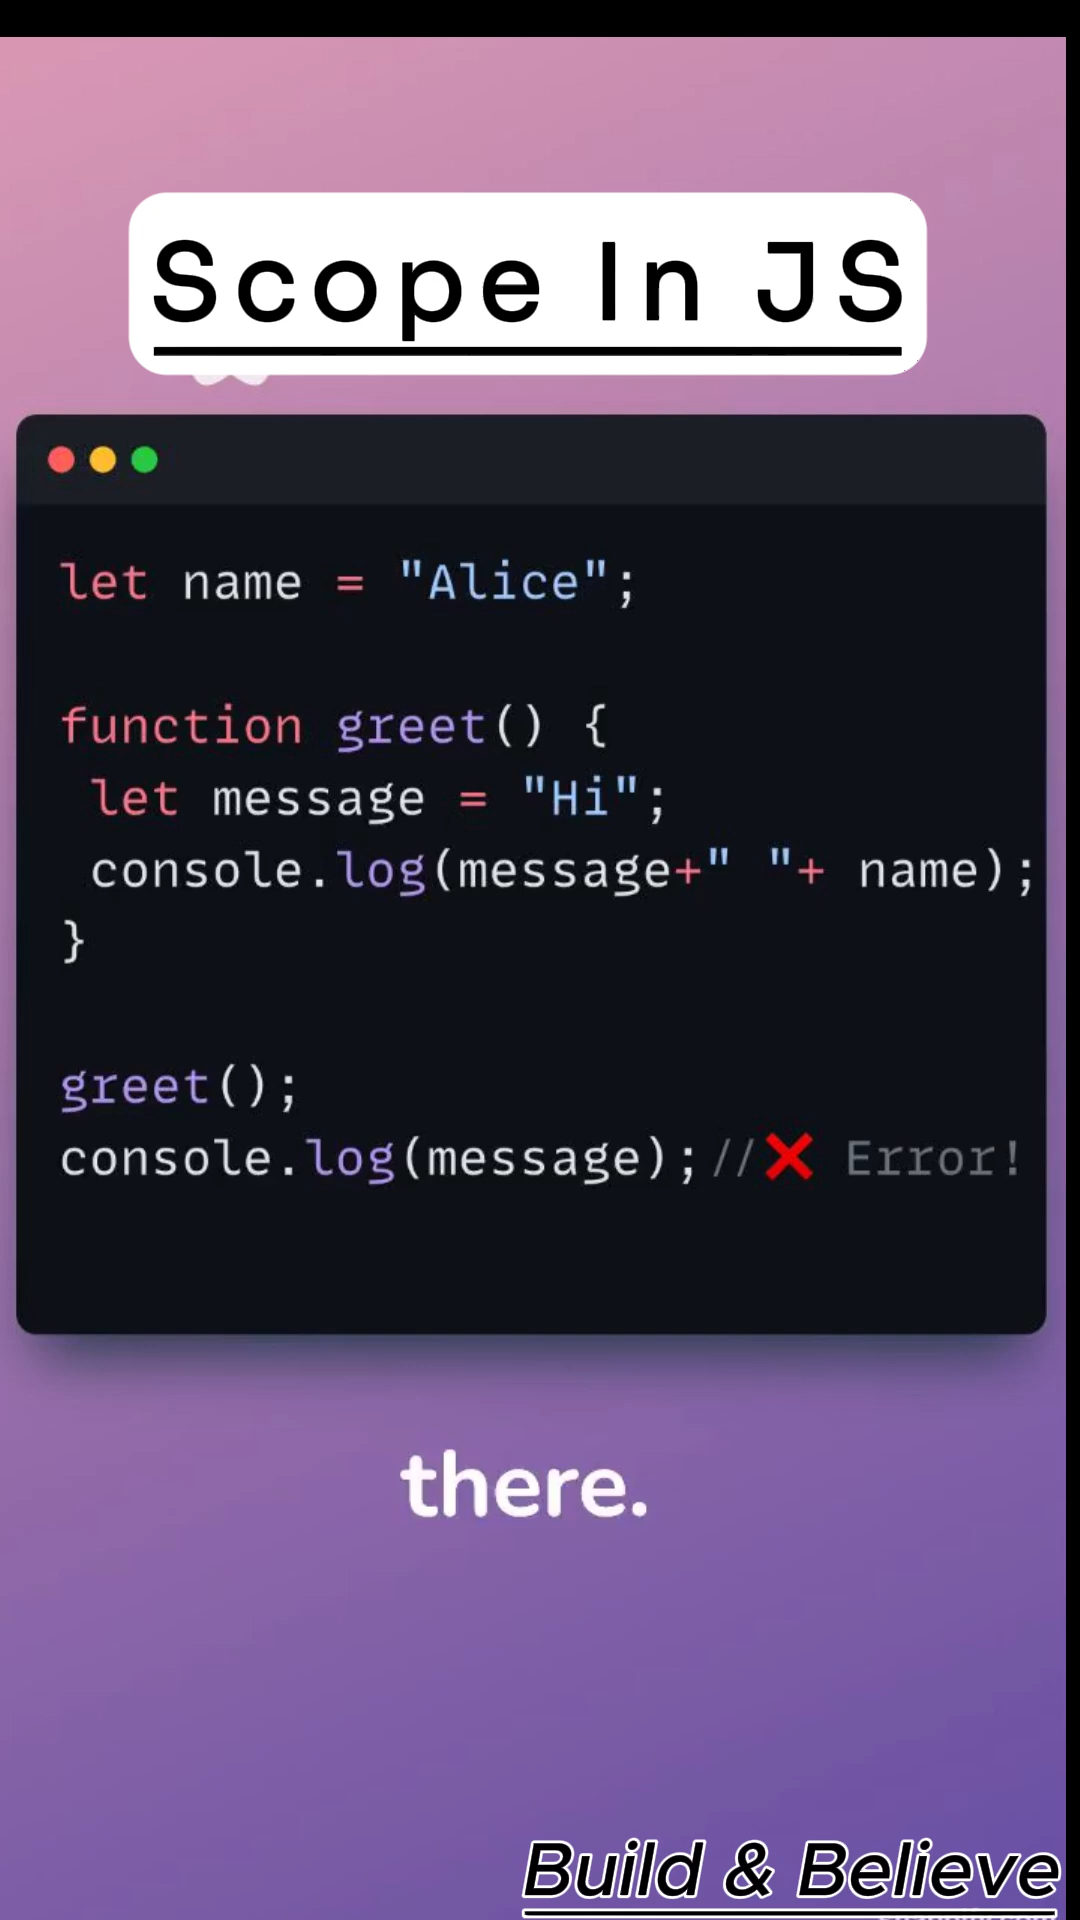 Scope In JS
let name = "Alice";
function greet() {
let message = "Hi";
console.log(message+" "+ name);
}
greet();
console.log(message);//❌ Error!
there.
Build & Believe